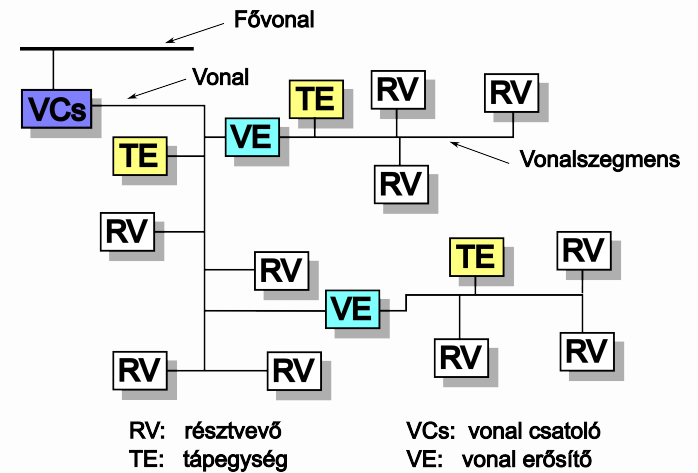 Fővonal
Vonal
VCs
TE
RV
RV
VE
TE
RV
Vonalszegmens
RV
RV
TE
RV
VE
RV
RV
RV
RV
RV: résztvevő
VCs: vonal csatoló
TE: tápegység
VE: vonal erősítő